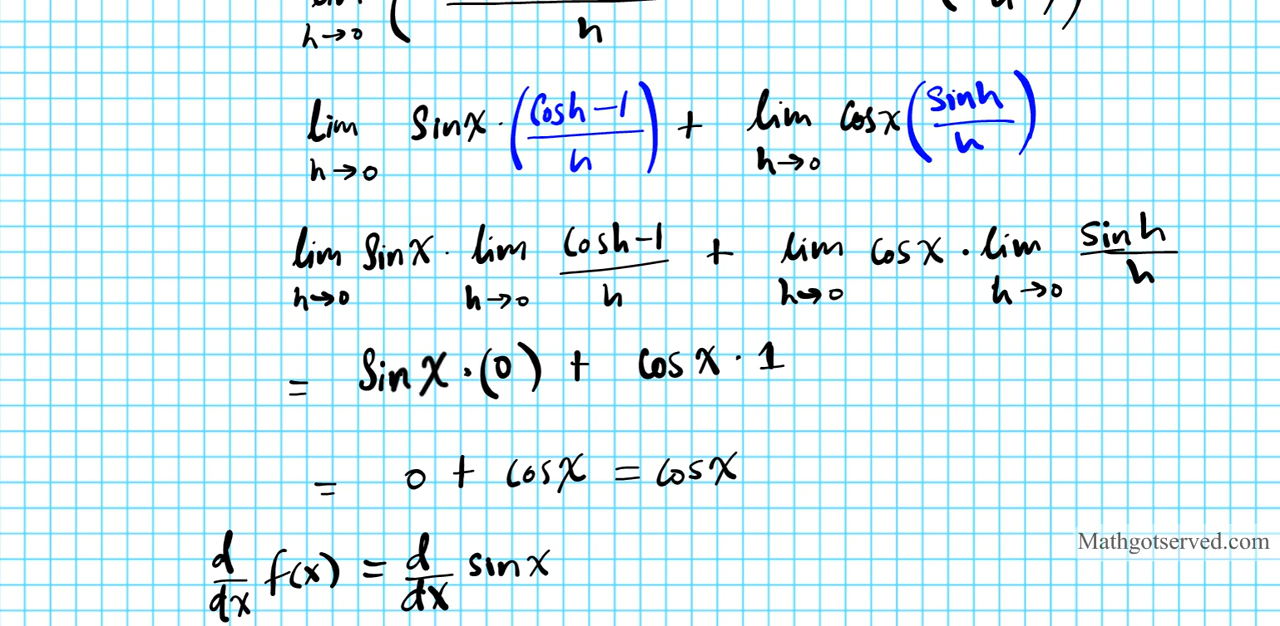 h→0 ( h
lim h→0 sinx · (cosh−1 / h) + lim h→0 cosx (sinh / h)
lim h→0 sinx · lim h→0 cosh−1 / h + lim h→0 cosx · lim h→0 sinh / h
= sinx · (0) + cosx · 1
= 0 + cosx = cosx
Mathgotserved.com
d/dx f(x) = d/dx sinx